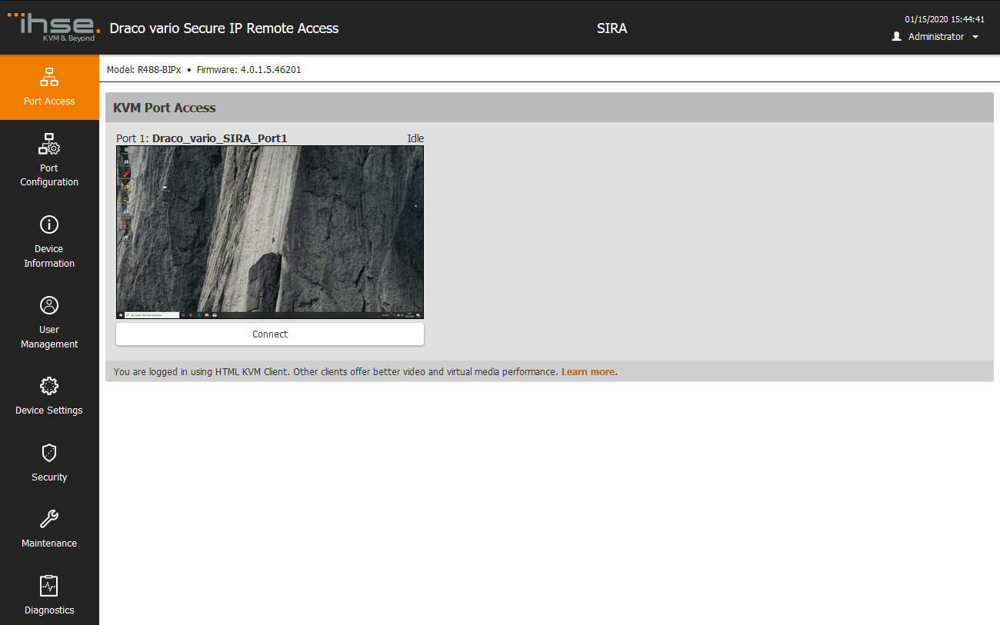 ihse.
KVM & Beyond
Draco vario Secure IP Remote Access
SIRA
01/15/2020 15:44:41
Administrator
Port Access
Port
Configuration
Device
Information
User
Management
Device Settings
Security
Maintenance
Diagnostics
Model: R488-BIPx • Firmware: 4.0.1.5.46201
KVM Port Access
Port 1: Draco_vario_SIRA_Port1
Idle
Connect
You are logged in using HTML KVM Client. Other clients offer better video and virtual media performance. Learn more.